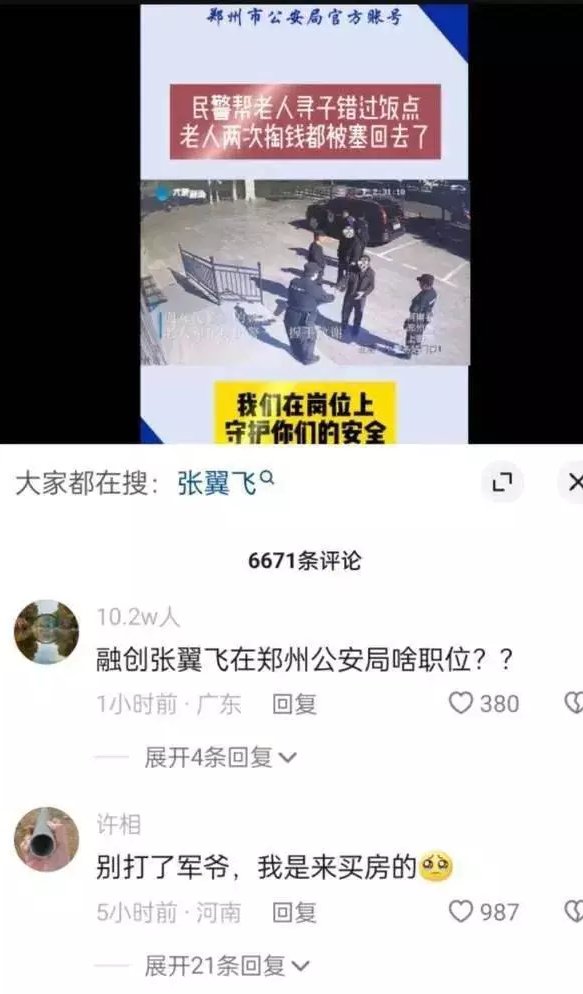 郑州市公安局官方账号
民警帮老人寻子错过饭点
老人两次掏钱都被塞回去了
大象新闻
我们在岗位上
守护你们的安全
大家都在搜：张翼飞
6671条评论
10.2w人
融创张翼飞在郑州公安局啥职位？？
1小时前 · 广东 回复 380
展开4条回复
许相
别打了军爷，我是来买房的🥺
5小时前 · 河南 回复 987
展开21条回复